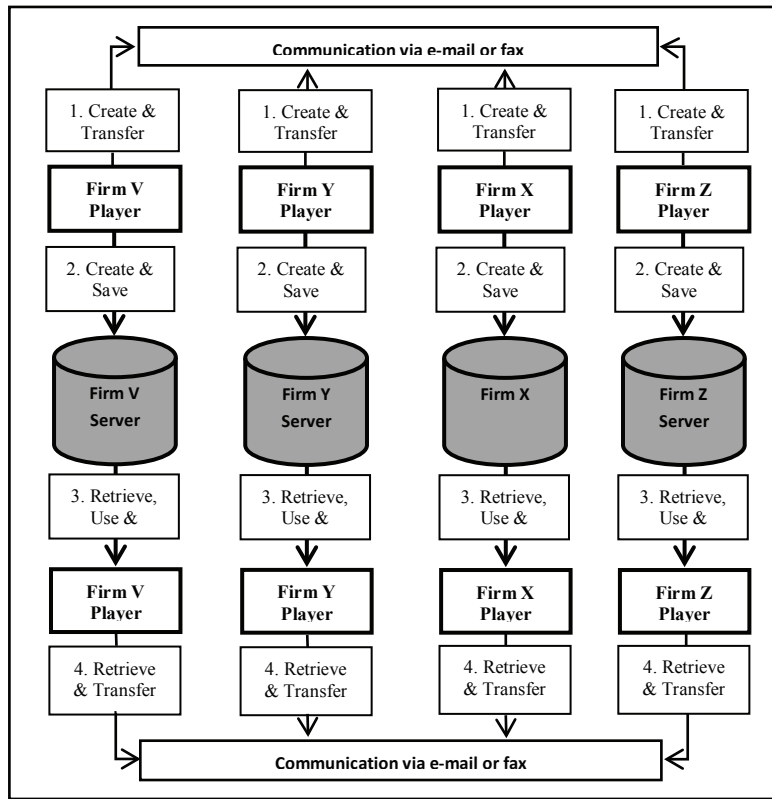 Communication via e-mail or fax
1. Create &
Transfer
1. Create &
Transfer
1. Create &
Transfer
1. Create &
Transfer
Firm V
Player
Firm Y
Player
Firm X
Player
Firm Z
Player
2. Create &
Save
2. Create &
Save
2. Create &
Save
2. Create &
Save
Firm V
Server
Firm Y
Server
Firm X
Firm Z
Server
3. Retrieve,
Use &
3. Retrieve,
Use &
3. Retrieve,
Use &
3. Retrieve,
Use &
Firm V
Player
Firm Y
Player
Firm X
Player
Firm Z
Player
4. Retrieve
& Transfer
4. Retrieve
& Transfer
4. Retrieve
& Transfer
4. Retrieve
& Transfer
Communication via e-mail or fax